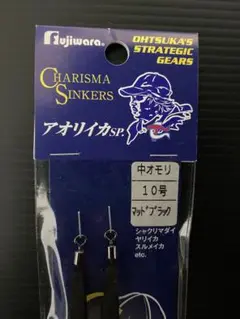 Fujiwara.
OHTSUKA'S
STRATEGIC
GEARS
CHARISMA
SINKERS
アオリイカSP.
中オモリ
10号
マッドブラック
シャクリマダイ
ヤリイカ
スルメイカ
etc.